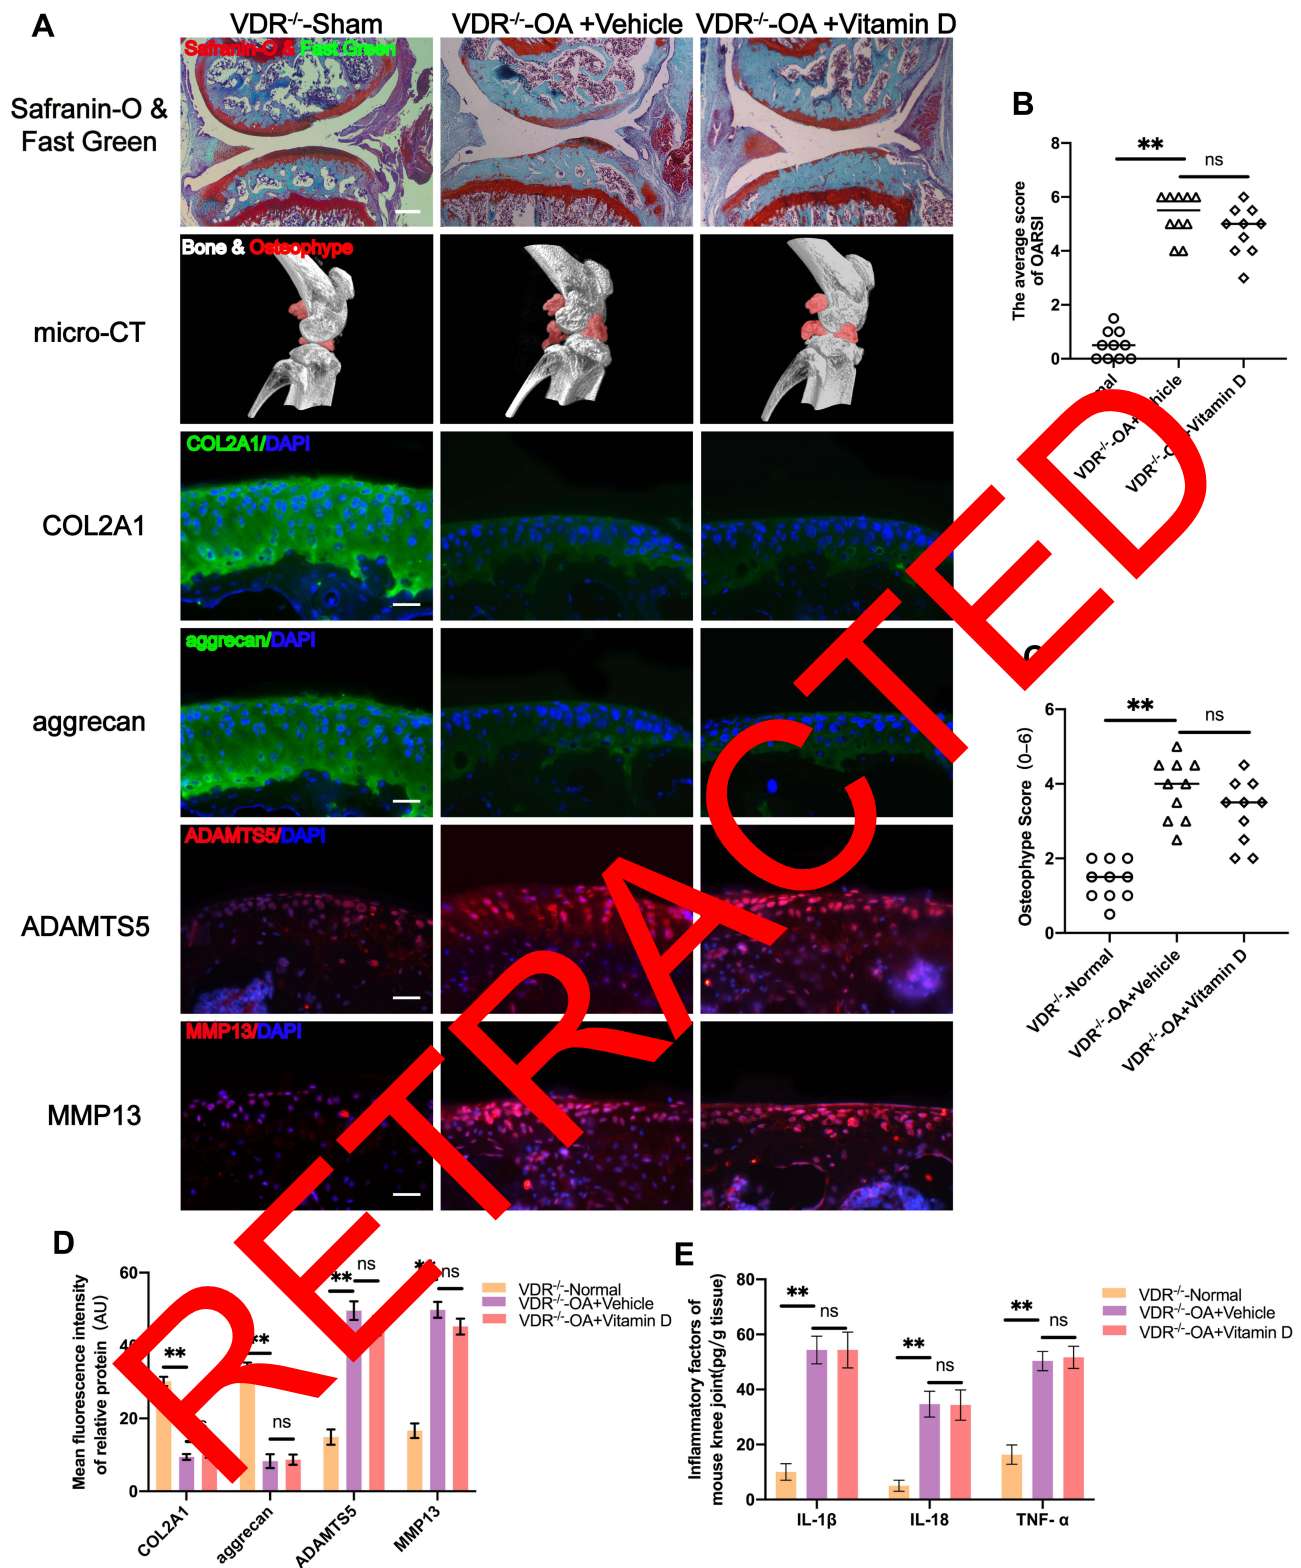 A
VDR-/--Sham
VDR-/--OA +Vehicle
VDR-/--OA +Vitamin D
Safranin-O &
Fast Green
Safranin-O & Fast Green
micro-CT
Bone & Osteophype
COL2A1
COL2A1/DAPI
aggrecan
aggrecan/DAPI
ADAMTS5
ADAMTS5/DAPI
MMP13
MMP13/DAPI
B
The average score
of OARSI
8
6
4
2
0
**
ns
VDR-/--OA+Vehicle
VDR-/--OA+Vitamin D
C
Osteophype Score (0–6)
6
4
2
0
**
ns
VDR-/--Normal
VDR-/--OA+Vehicle
VDR-/--OA+Vitamin D
RETRACTED
D
Mean fluorescence intensity
of relative protein (AU)
60
40
20
0
**
ns
**
ns
**
ns
**
ns
COL2A1
aggrecan
ADAMTS5
MMP13
VDR-/--Normal
VDR-/--OA+Vehicle
VDR-/--OA+Vitamin D
E
Inflammatory factors of
mouse knee joint(pg/g tissue)
80
60
40
20
0
**
ns
**
ns
**
ns
IL-1β
IL-18
TNF- α
VDR-/--Normal
VDR-/--OA+Vehicle
VDR-/--OA+Vitamin D